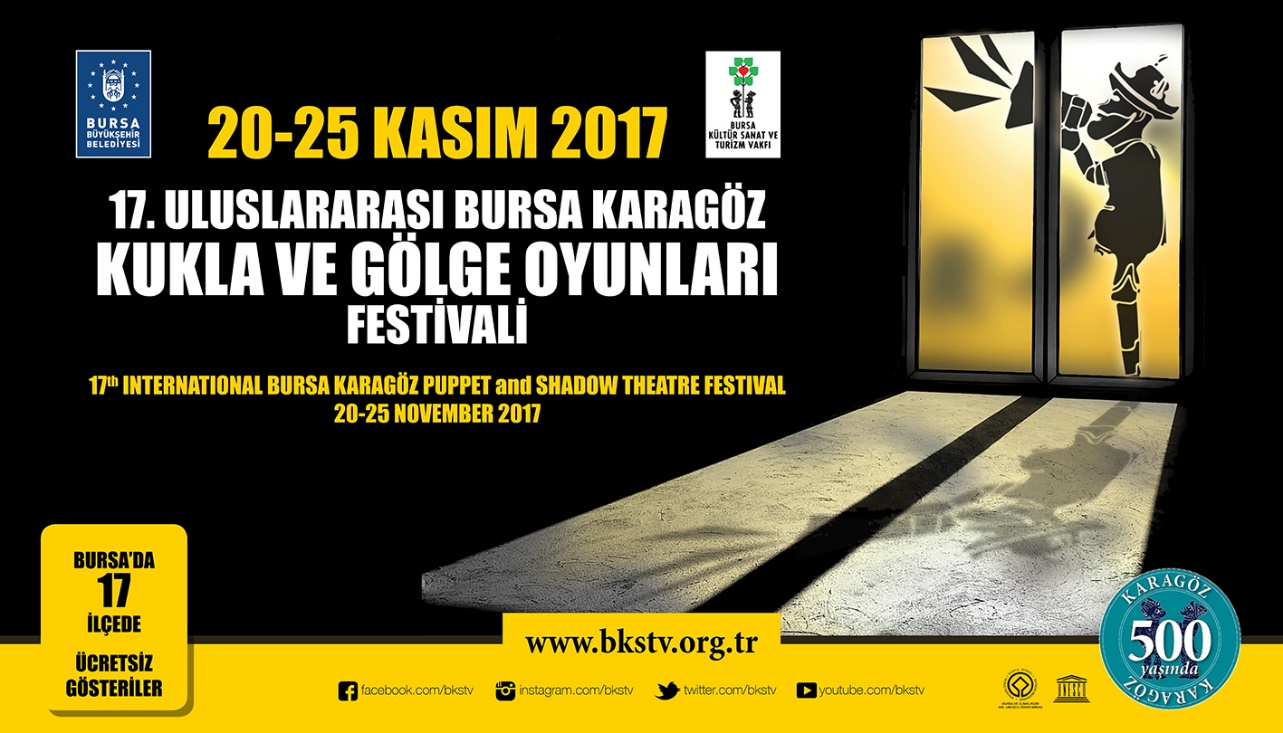 BURSA
BÜYÜKŞEHİR
BELEDİYESİ
BURSA
KÜLTÜR SANAT VE
TURİZM VAKFI
20-25 KASIM 2017
17. ULUSLARARASI BURSA KARAGÖZ
KUKLA VE GÖLGE OYUNLARI
FESTİVALİ
17th INTERNATIONAL BURSA KARAGÖZ PUPPET and SHADOW THEATRE FESTIVAL
20-25 NOVEMBER 2017
BURSA'DA
17
İLÇEDE
ÜCRETSİZ
GÖSTERİLER
www.bkstv.org.tr
facebook.com/bkstv
instagram.com/bkstv
twitter.com/bkstv
youtube.com/bkstv
UNESCO
KARAGÖZ
500
yaşında
KARAGÖZ